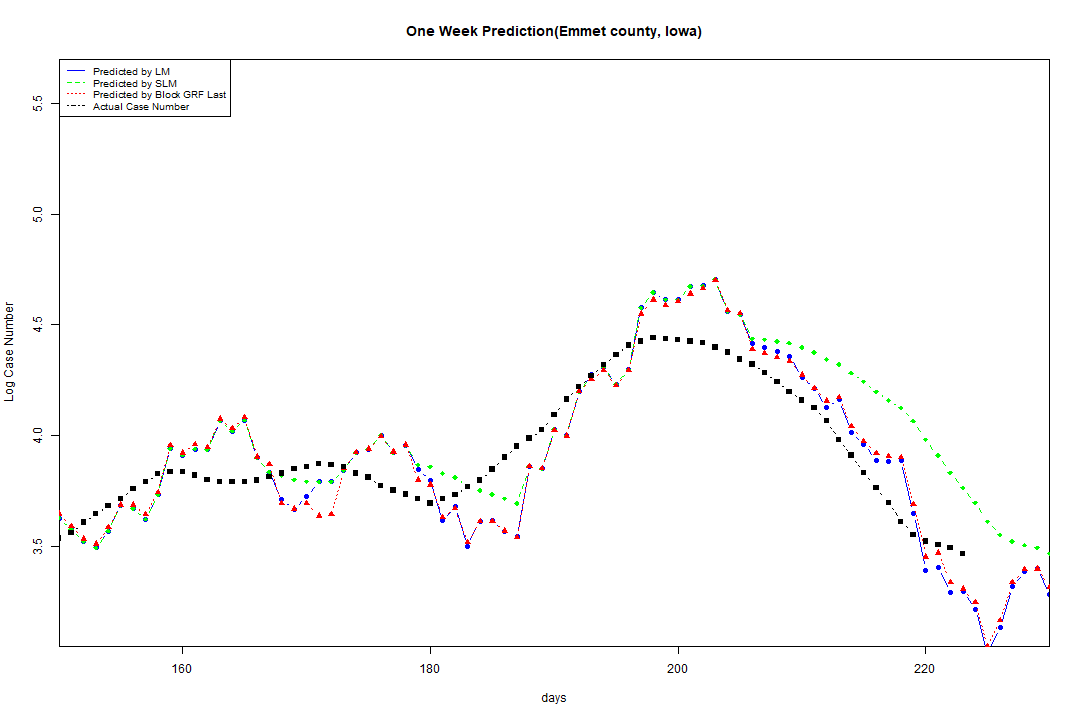 One Week Prediction(Emmet county, Iowa)
Predicted by LM
Predicted by SLM
Predicted by Block GRF Last
Actual Case Number
5.5
5.0
4.5
4.0
3.5
Log Case Number
160
180
200
220
days